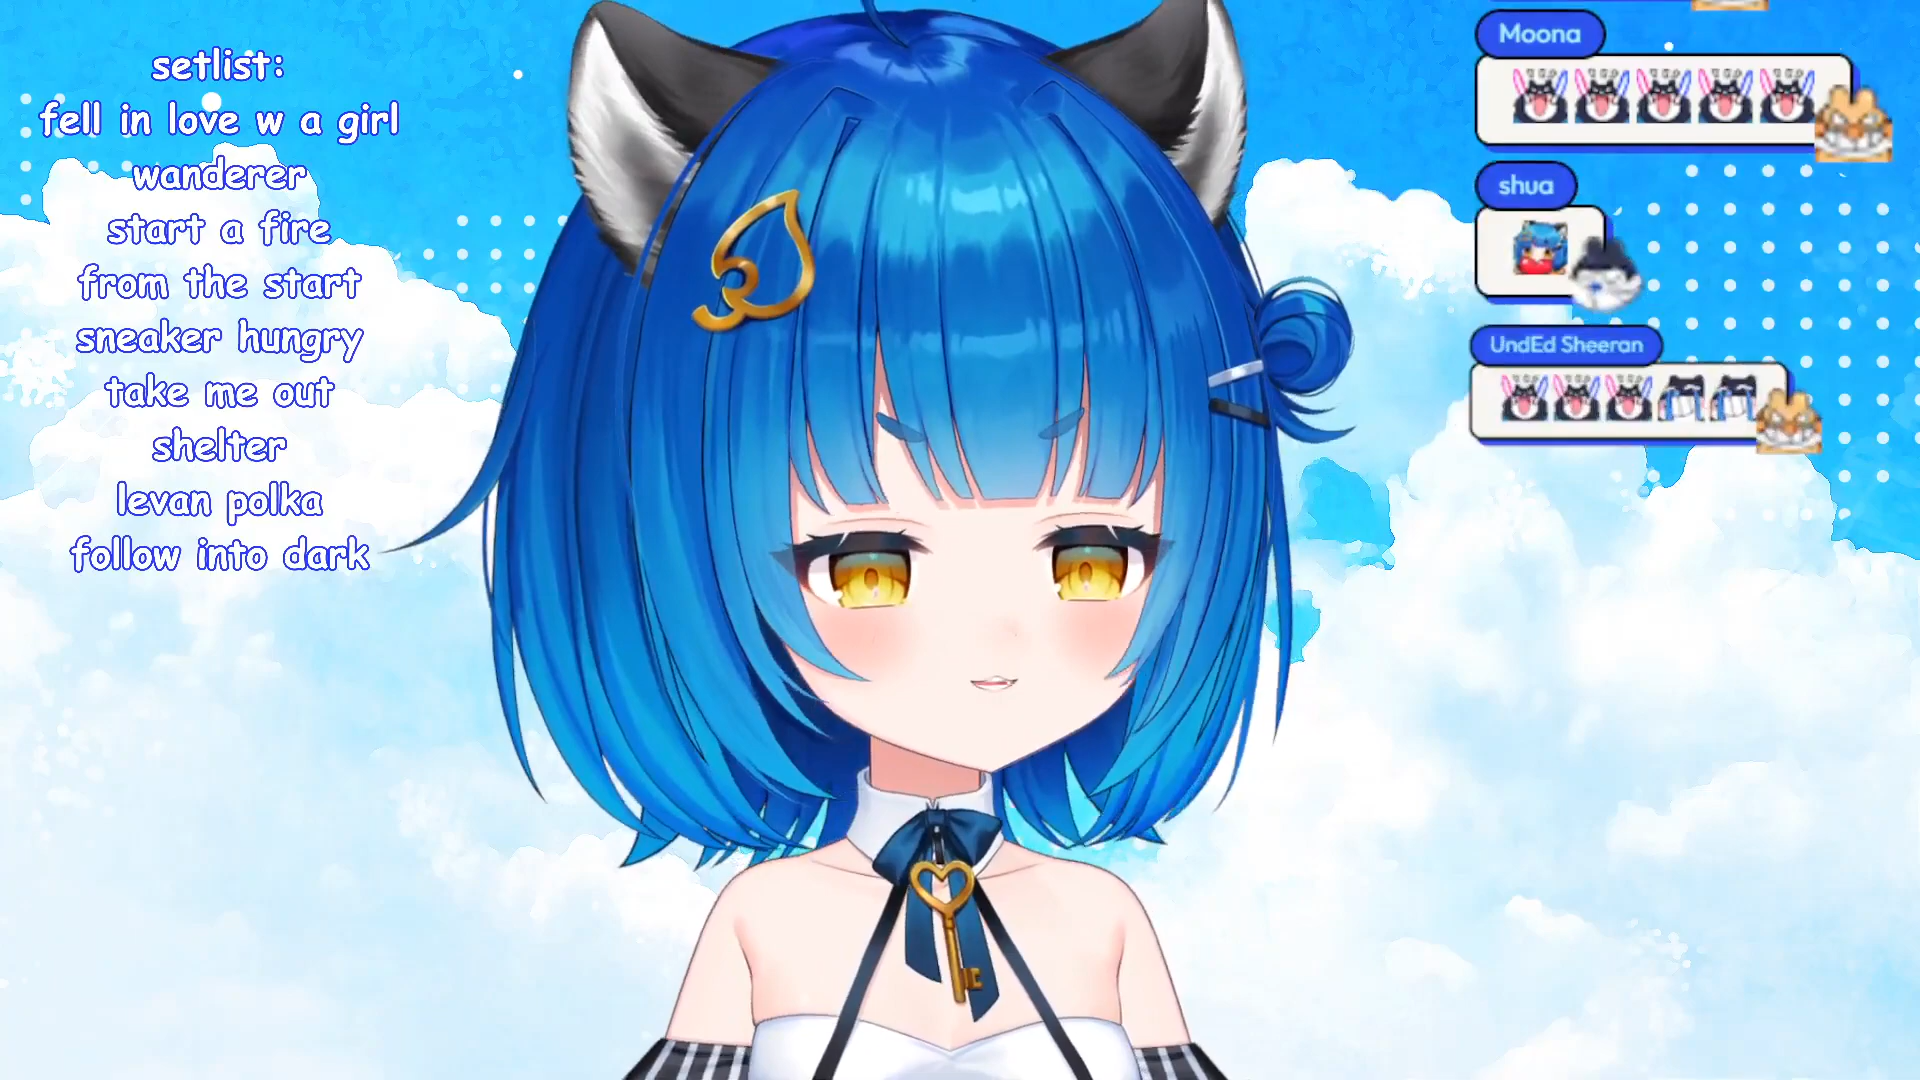 setlist:
fell in love w a girl
wanderer
start a fire
from the start
sneaker hungry
take me out
shelter
levan polka
follow into dark
Moona
shua
UndEd Sheeran